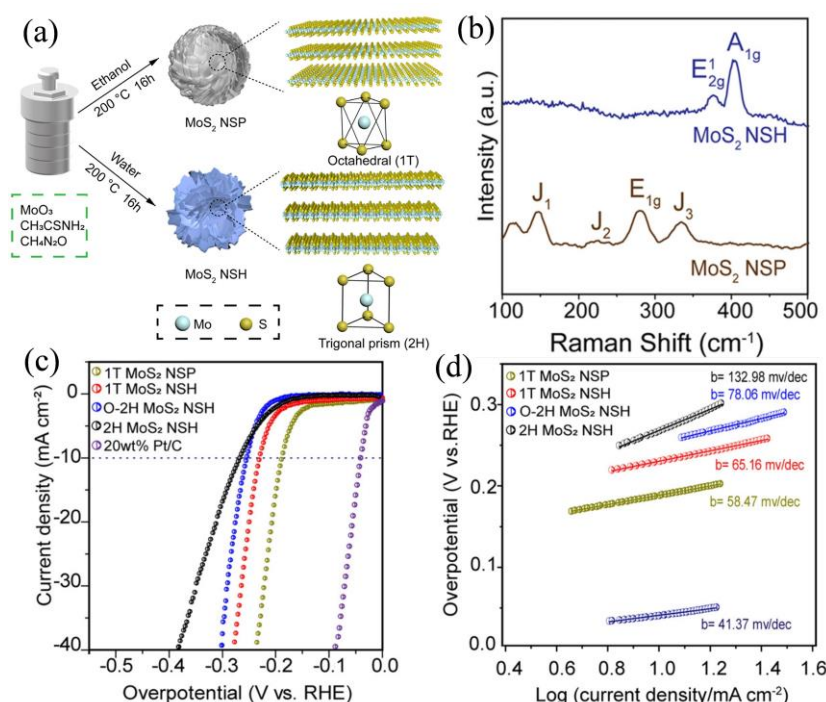 (a)
Ethanol
200 °C 16h
MoS₂ NSP
Octahedral (1T)
Water
200 °C 16h
MoO₃
CH₃CSNH₂
CH₄N₂O
MoS₂ NSH
Mo
S
Trigonal prism (2H)
(b)
Intensity (a.u.)
E¹2g
A1g
MoS₂ NSH
J₁
J₂
E1g
J₃
MoS₂ NSP
100 200 300 400 500
Raman Shift (cm⁻¹)
(c)
Current density (mA cm⁻²)
0
-10
-20
-30
-40
1T MoS₂ NSP
1T MoS₂ NSH
O-2H MoS₂ NSH
2H MoS₂ NSH
20wt% Pt/C
-0.5 -0.4 -0.3 -0.2 -0.1 0.0
Overpotential (V vs. RHE)
(d)
Overpotential (V vs.RHE)
0.3
0.2
0.1
0.0
1T MoS₂ NSP
1T MoS₂ NSH
O-2H MoS₂ NSH
2H MoS₂ NSH
b= 132.98 mv/dec
b= 78.06 mv/dec
b= 65.16 mv/dec
b= 58.47 mv/dec
b= 41.37 mv/dec
0.4 0.8 1.2 1.6
Log (current density/mA cm⁻²)